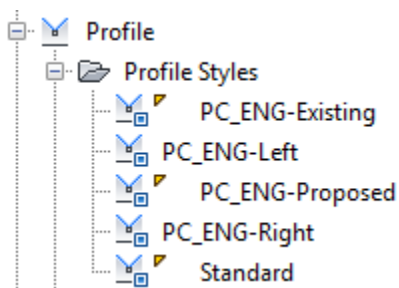 Profile
Profile Styles
PC_ENG-Existing
PC_ENG-Left
PC_ENG-Proposed
PC_ENG-Right
Standard